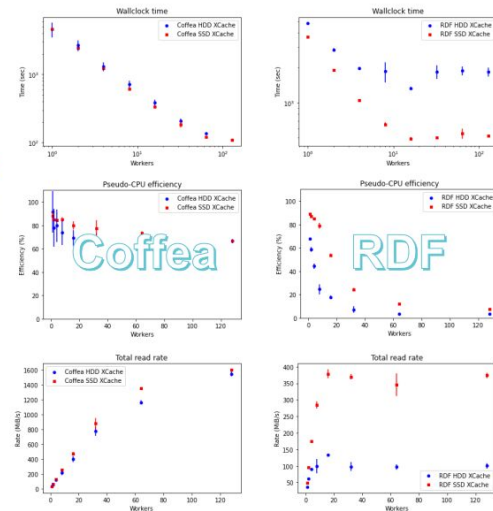 Wallclock time
Coffea HDD XCache
Coffea SSD XCache
Time (sec)
10³
10²
10⁰
10¹
10²
Workers
Wallclock time
RDF HDD XCache
RDF SSD XCache
Time (sec)
10³
10⁰
10¹
10²
Workers
Pseudo-CPU efficiency
Coffea HDD XCache
Coffea SSD XCache
Efficiency (%)
100
80
60
40
20
0
0 20 40 60 80 100 120
Workers
Coffea
Pseudo-CPU efficiency
RDF HDD XCache
RDF SSD XCache
Efficiency (%)
100
80
60
40
20
0
0 20 40 60 80 100 120
Workers
RDF
Total read rate
Coffea HDD XCache
Coffea SSD XCache
Rate (MiB/s)
1600
1400
1200
1000
800
600
400
200
0
0 20 40 60 80 100 120
Workers
Total read rate
RDF HDD XCache
RDF SSD XCache
Rate (MiB/s)
400
350
300
250
200
150
100
50
0
0 20 40 60 80 100 120
Workers